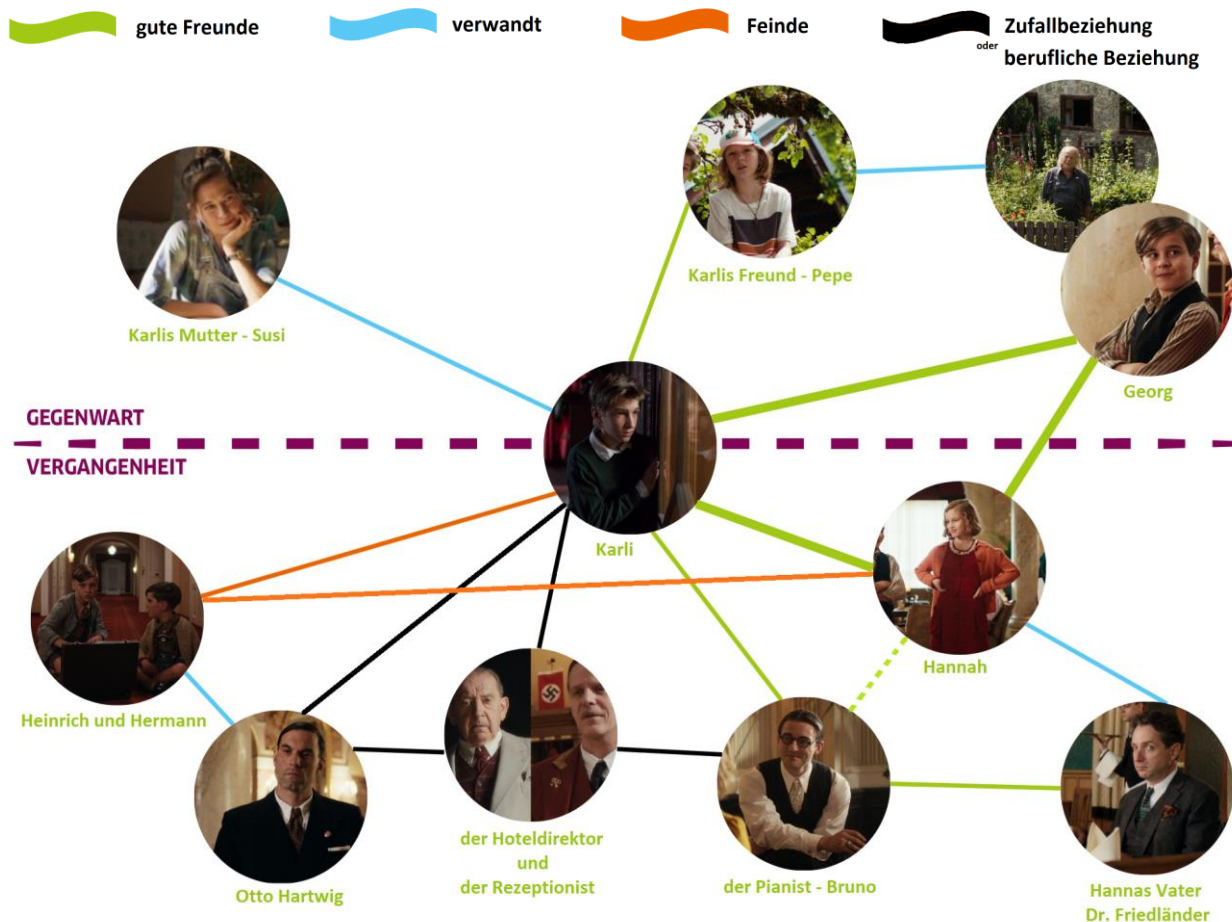 gute Freunde
verwandt
Feinde
oder
Zufallbeziehung
berufliche Beziehung
Karlis Mutter - Susi
Karlis Freund - Pepe
Georg
GEGENWART
VERGANGENHEIT
Karli
Hannah
Heinrich und Hermann
Otto Hartwig
der Hoteldirektor
und
der Rezeptionist
der Pianist - Bruno
Hannas Vater
Dr. Friedländer